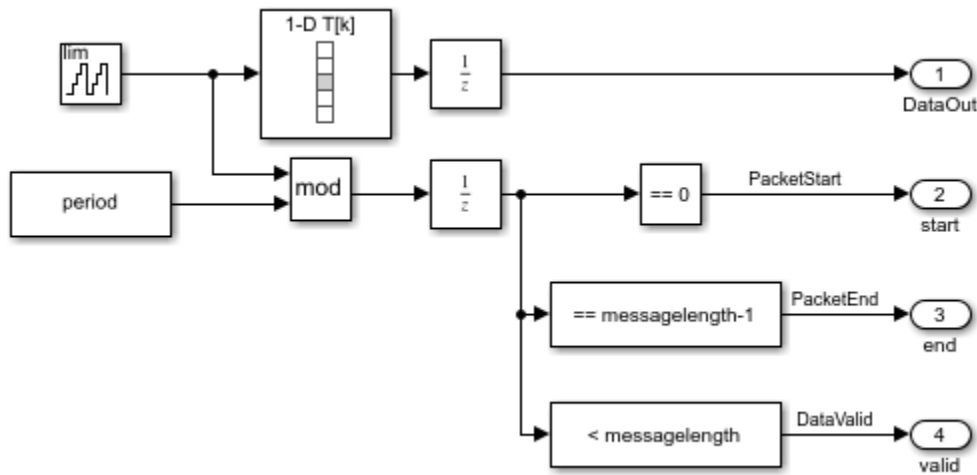 lim
1-D T[k]
1
z
1
DataOut
period
mod
1
z
== 0
PacketStart
2
start
== messagelength-1
PacketEnd
3
end
< messagelength
DataValid
4
valid